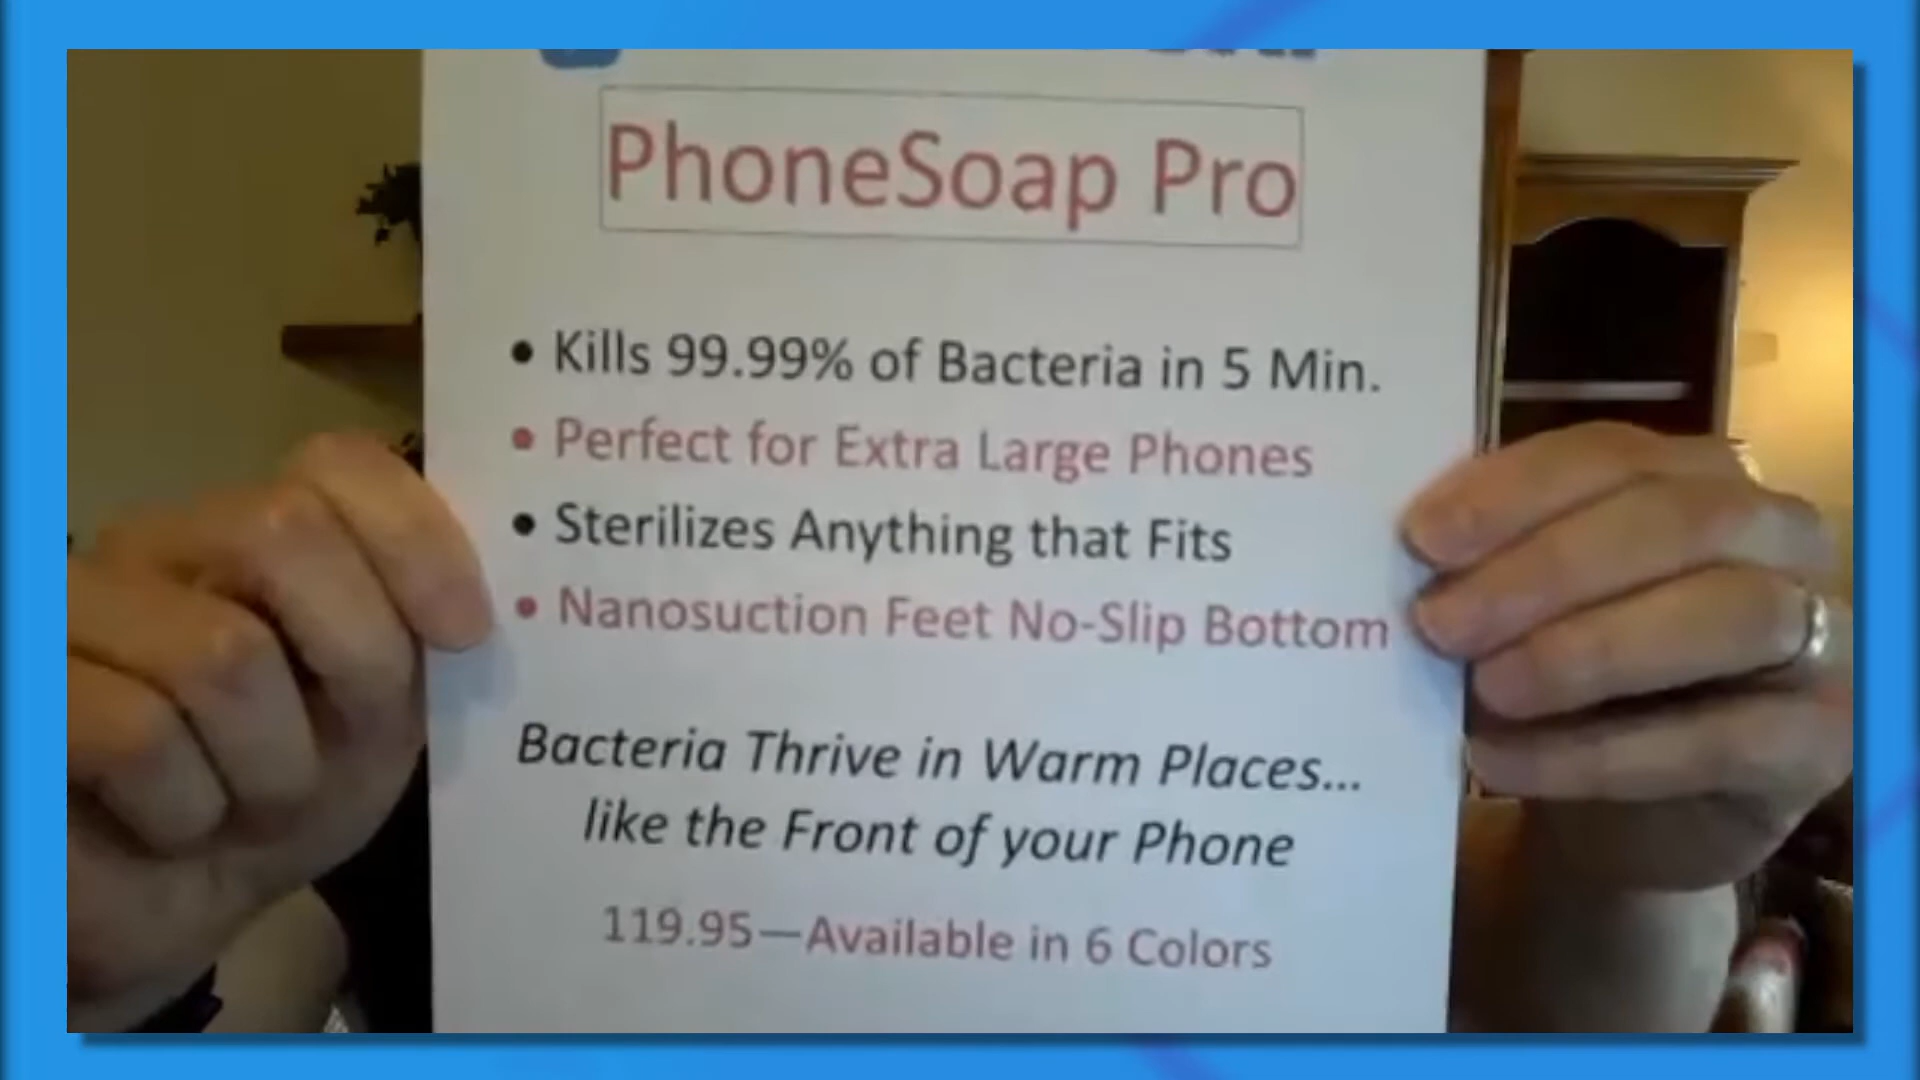 PhoneSoap Pro
• Kills 99.99% of Bacteria in 5 Min.
• Perfect for Extra Large Phones
• Sterilizes Anything that Fits
• Nanosuction Feet No-Slip Bottom
Bacteria Thrive in Warm Places...
like the Front of your Phone
119.95—Available in 6 Colors